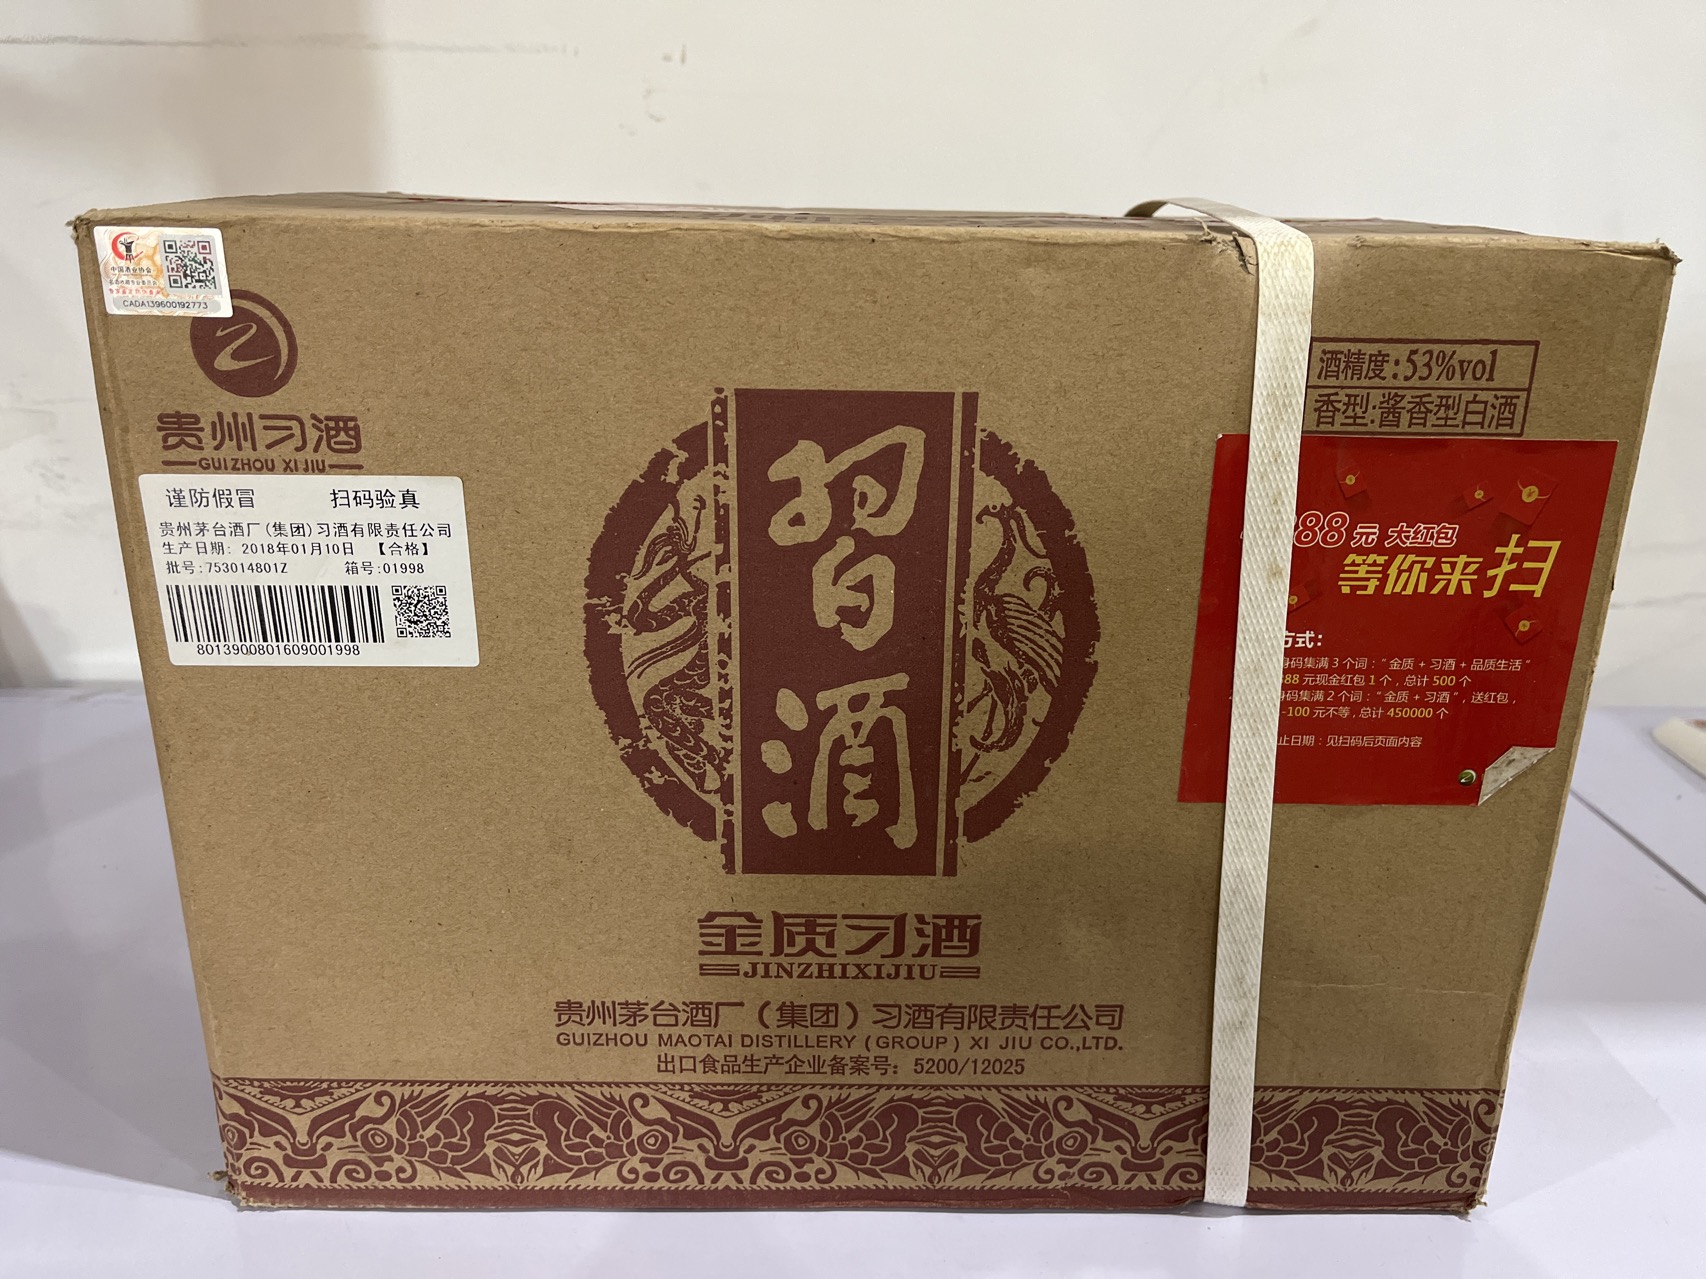 中国酒业协会
CADA139600192773
贵州习酒
GUIZHOU XIJIU
谨防假冒 扫码验真
贵州茅台酒厂(集团)习酒有限责任公司
生产日期: 2018年01月10日 【合格】
批号:753014801Z 箱号:01998
801390080160900​1998
習酒
金质习酒
JINZHIXIJIU
贵州茅台酒厂（集团）习酒有限责任公司
GUIZHOU MAOTAI DISTILLERY (GROUP) XI JIU CO.,LTD.
出口食品生产企业备案号：5200/12025
酒精度:53%vol
香型:酱香型白酒
88元 大红包
等你来扫
方式：
码集满3个词：“金质+习酒+品质生活”
88元现金红包1个，总计500个
码集满2个词：“金质+习酒”，送红包，
-100元不等，总计450000个
止日期：见扫码后页面内容